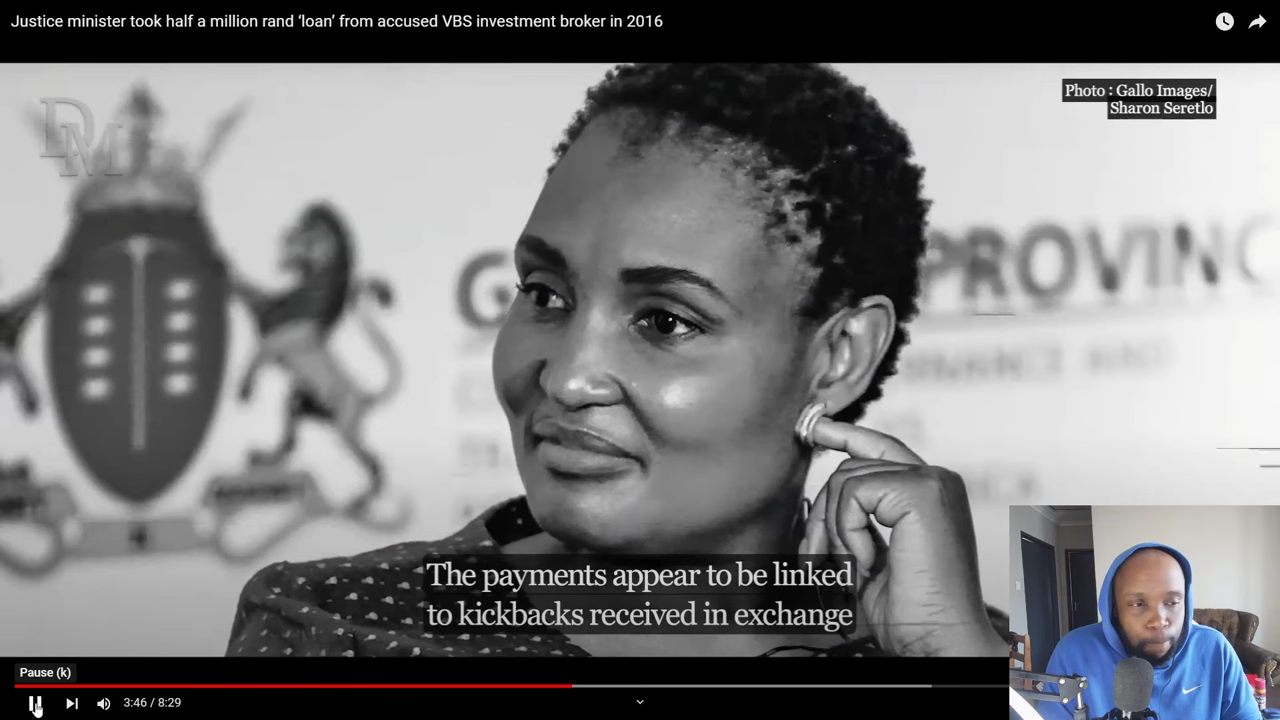 Justice minister took half a million rand ‘loan’ from accused VBS investment broker in 2016
Photo : Gallo Images/
Sharon Seretlo
DM
PROVINC
The payments appear to be linked
to kickbacks received in exchange
Pause (k)
3:46 / 8:29